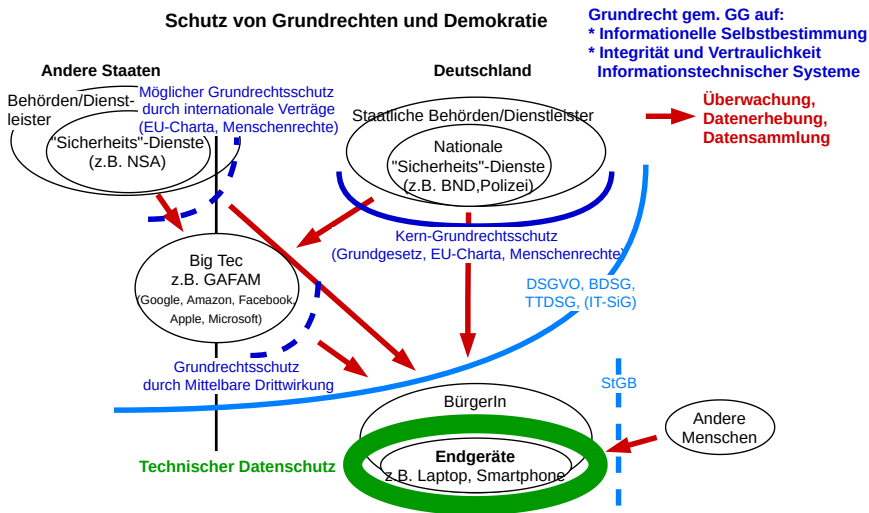 Schutz von Grundrechten und Demokratie
Grundrecht gem. GG auf:
* Informationelle Selbstbestimmung
* Integrität und Vertraulichkeit
Informationstechnischer Systeme
Andere Staaten
Deutschland
Behörden/Dienst-
leister
Möglicher Grundrechtsschutz
durch internationale Verträge
(EU-Charta, Menschenrechte)
"Sicherheits"-Dienste
(z.B. NSA)
Staatliche Behörden/Dienstleister
Nationale
"Sicherheits"-Dienste
(z.B. BND,Polizei)
Überwachung,
Datenerhebung,
Datensammlung
Kern-Grundrechtsschutz
(Grundgesetz, EU-Charta, Menschenrechte)
Big Tec
z.B. GAFAM
(Google, Amazon, Facebook,
Apple, Microsoft)
DSGVO, BDSG,
TTDSG, (IT-SiG)
Grundrechtsschutz
durch Mittelbare Drittwirkung
StGB
BürgerIn
Andere
Menschen
Technischer Datenschutz
Endgeräte
z.B. Laptop, Smartphone